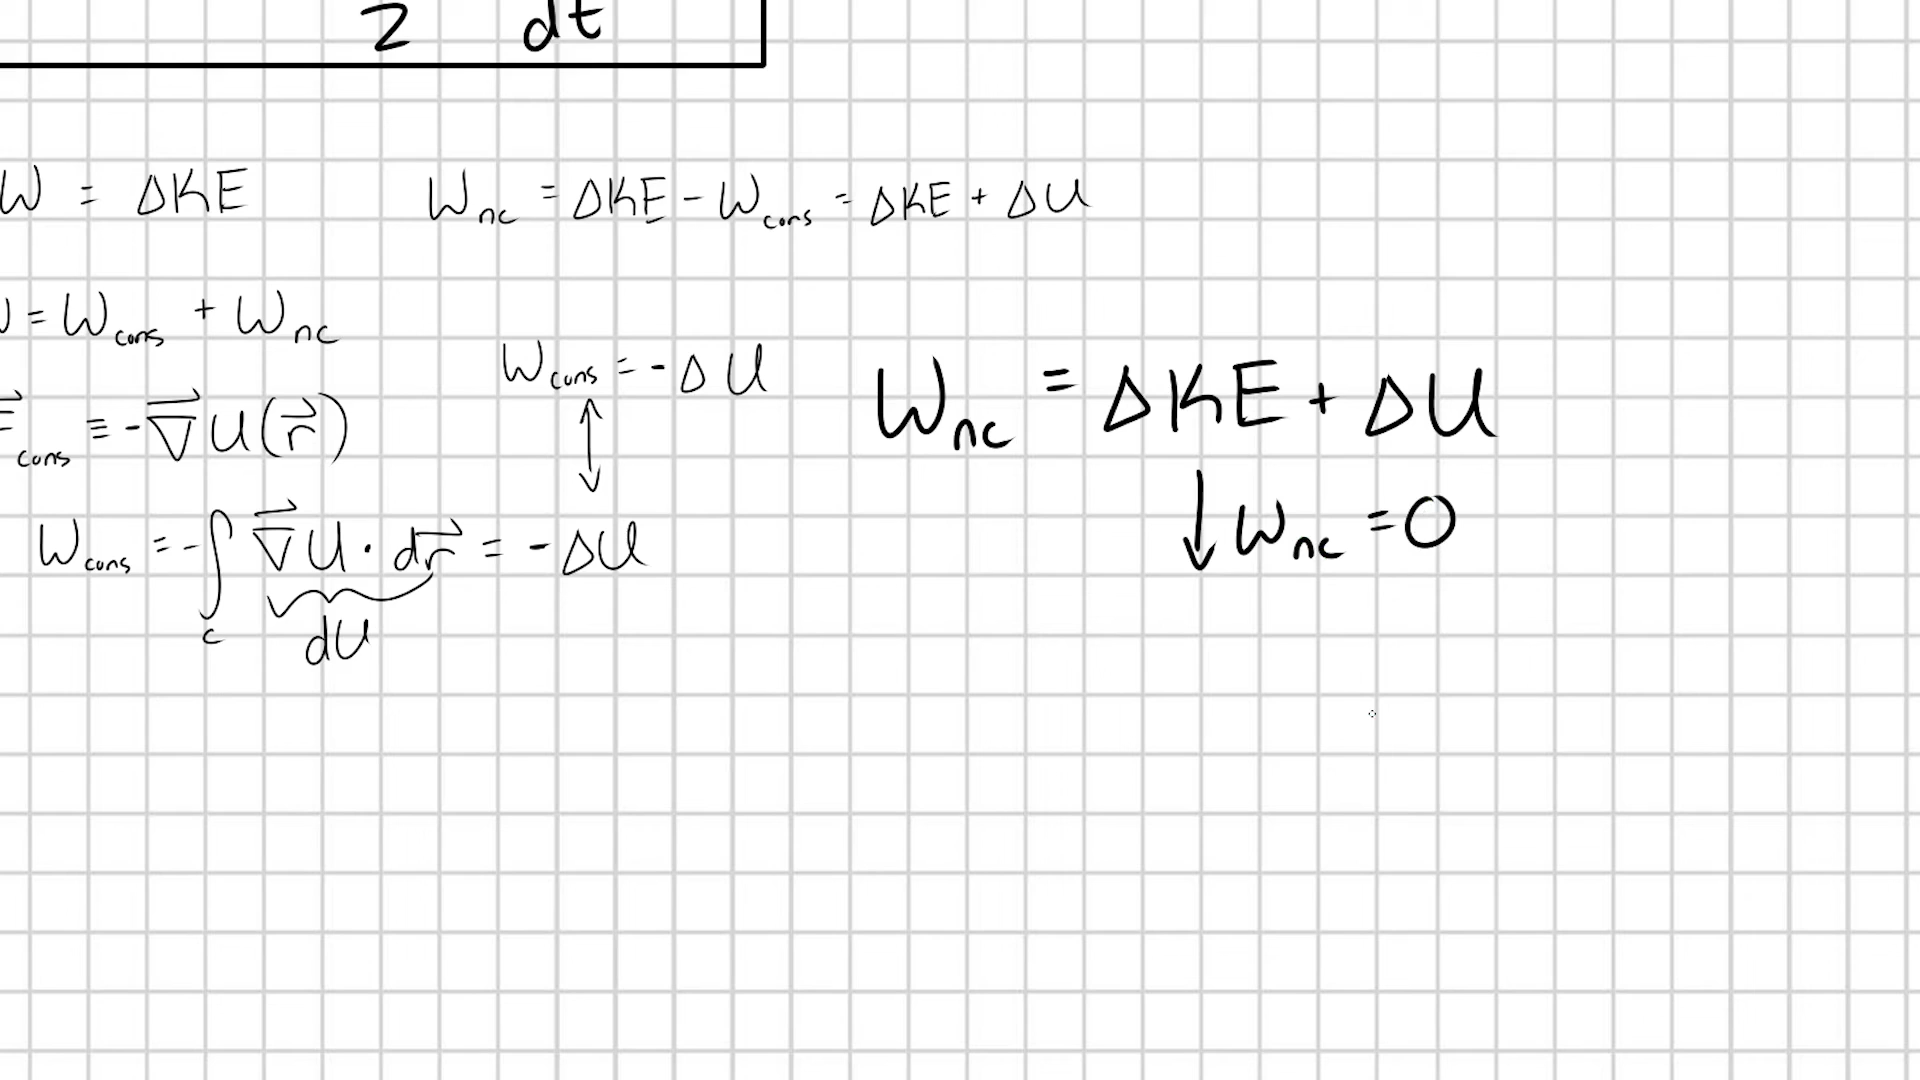 2 dt
W = ΔKE
W_nc = ΔKE - W_cons = ΔKE + ΔU
W = W_cons + W_nc
F⃗_cons ≡ -∇⃗U(r⃗)
W_cons = -ΔU
W_cons = -∫_c ∇⃗U · dr⃗ = -ΔU
dU
W_nc = ΔKE + ΔU
↓ W_nc = 0